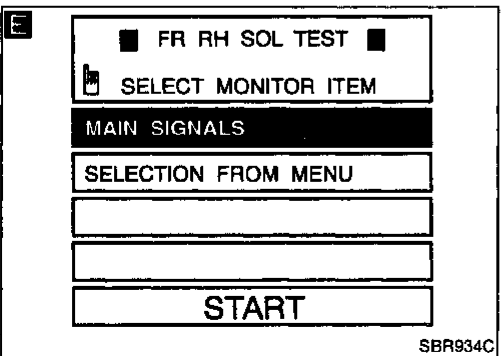 E
■ FR RH SOL TEST ■
SELECT MONITOR ITEM
MAIN SIGNALS
SELECTION FROM MENU
START
SBR934C